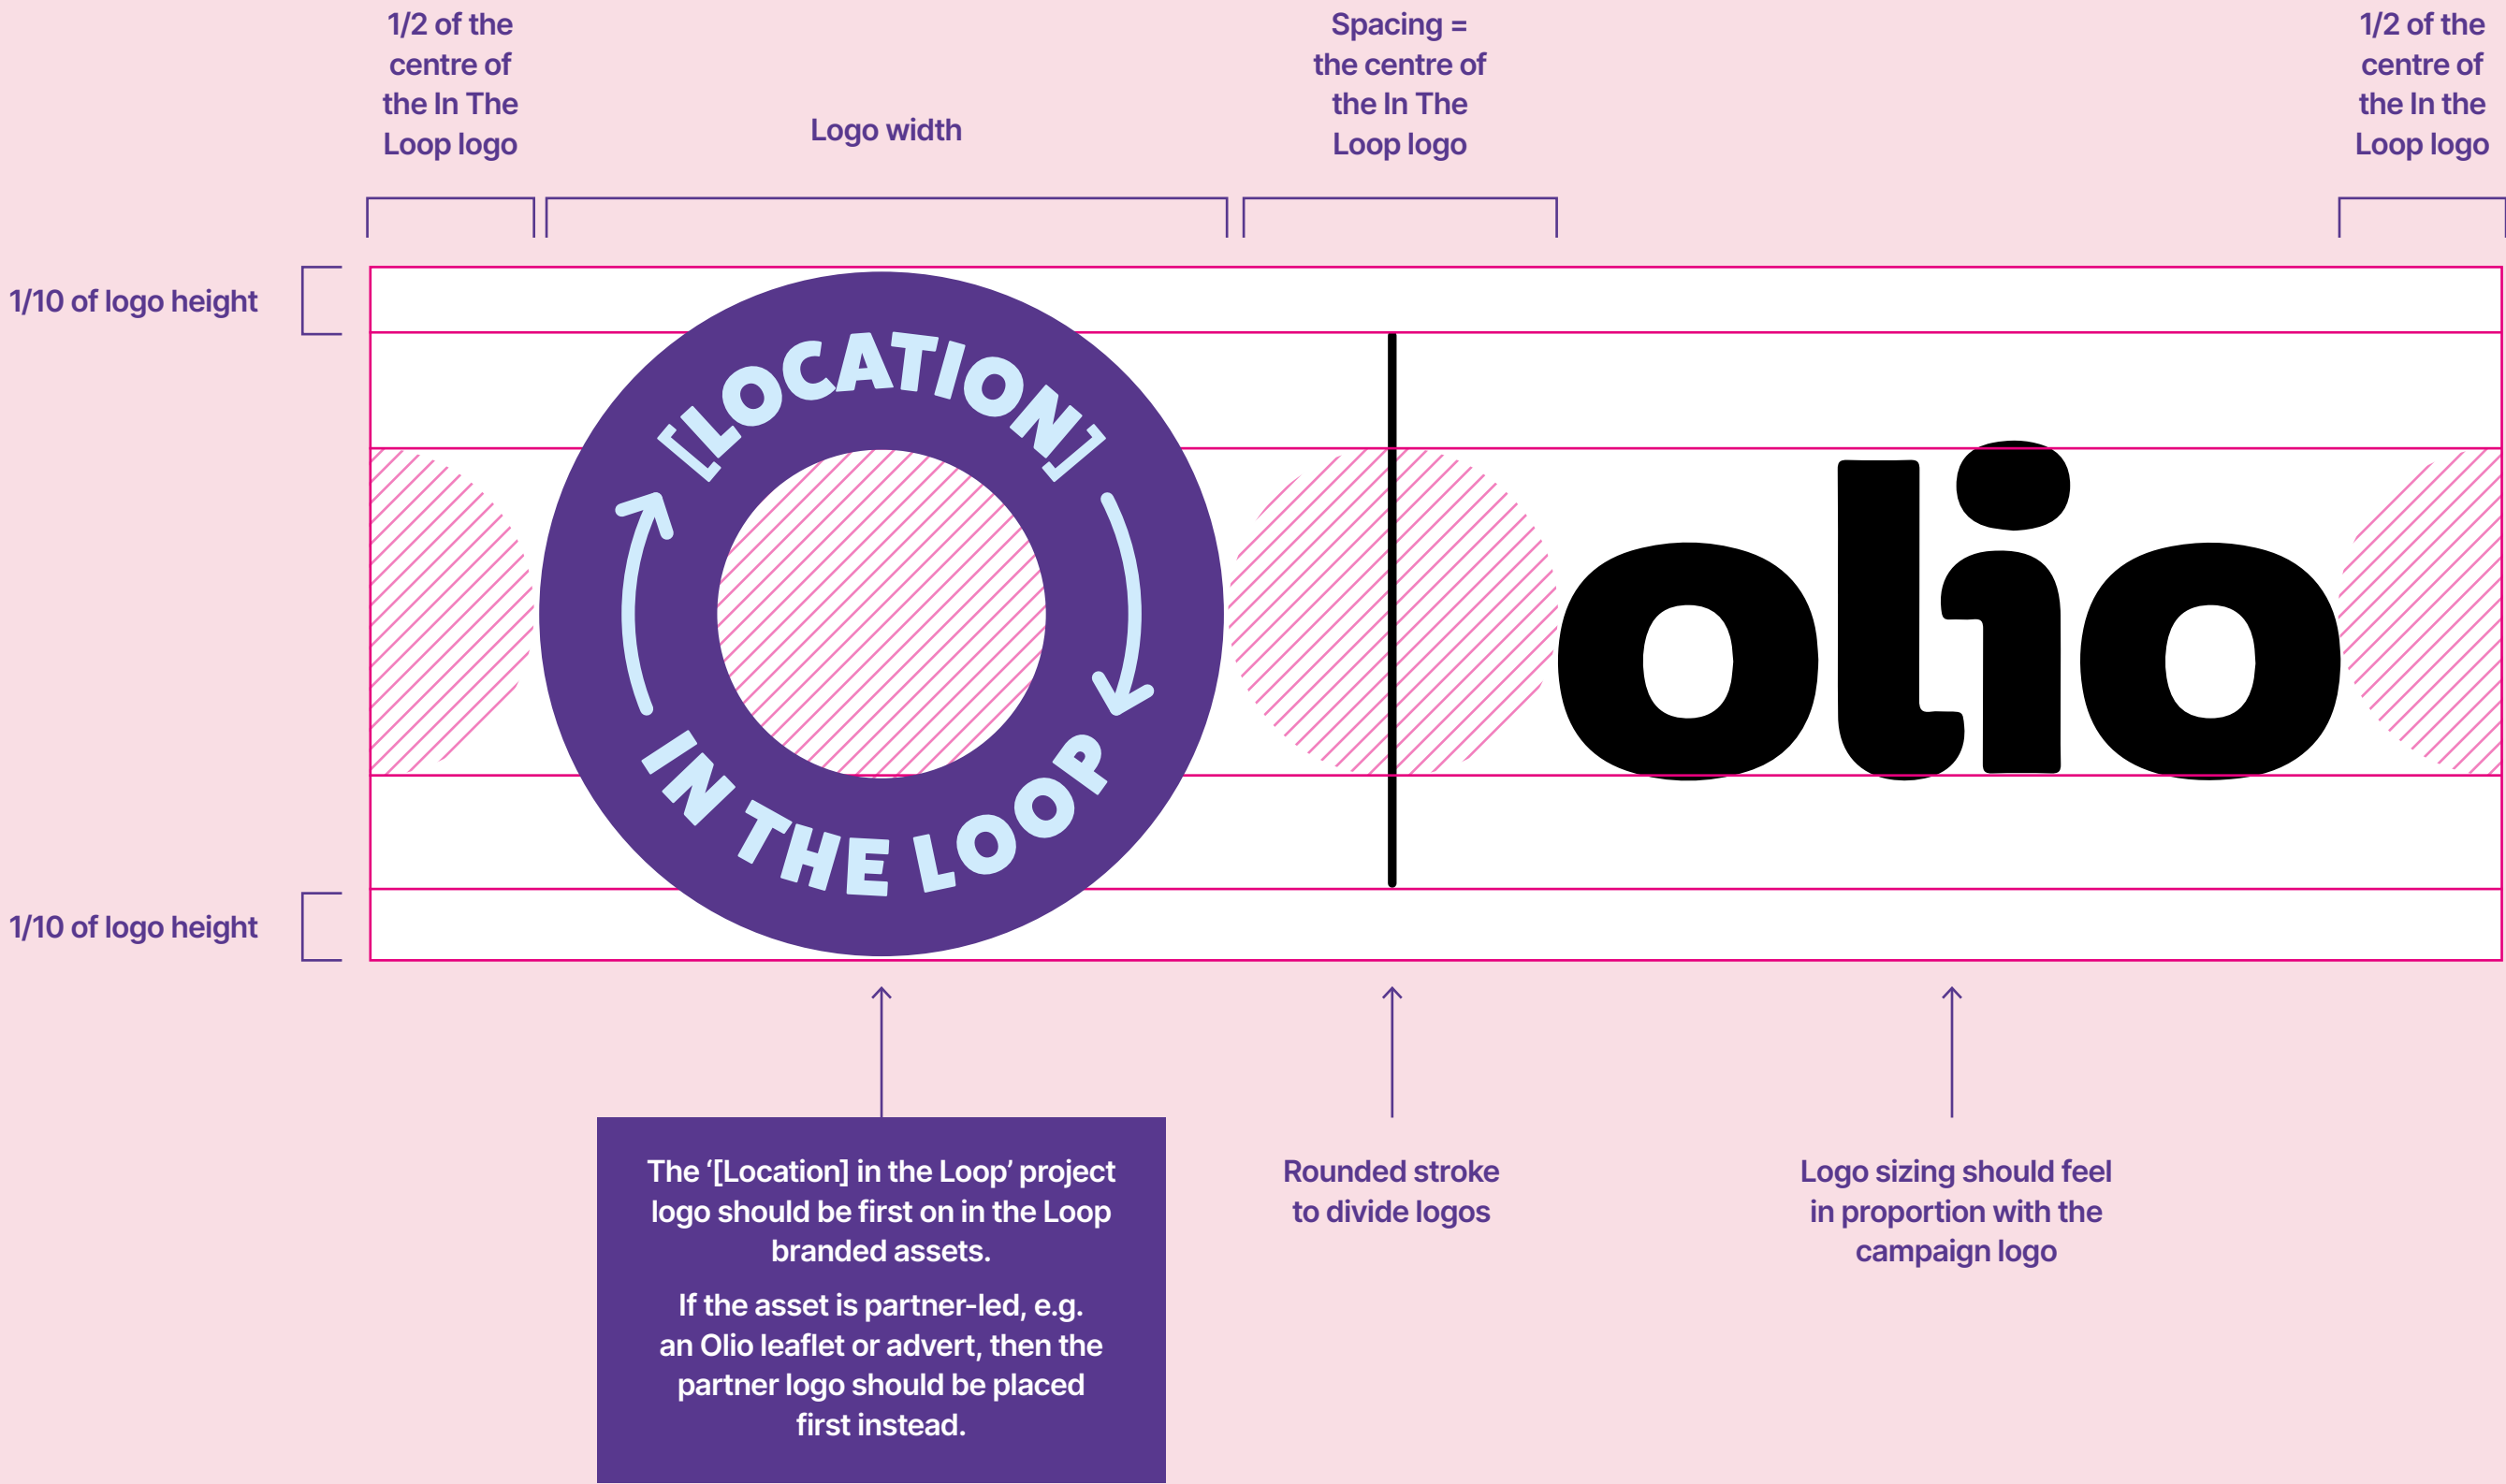 1/2 of the
centre of
the In The
Loop logo
Logo width
Spacing =
the centre of
the In The
Loop logo
1/2 of the
centre of
the In the
Loop logo
1/10 of logo height
[LOCATION]
IN THE LOOP
olio
1/10 of logo height
The ‘[Location] in the Loop’ project
logo should be first on in the Loop
branded assets.
If the asset is partner-led, e.g.
an Olio leaflet or advert, then the
partner logo should be placed
first instead.
Rounded stroke
to divide logos
Logo sizing should feel
in proportion with the
campaign logo